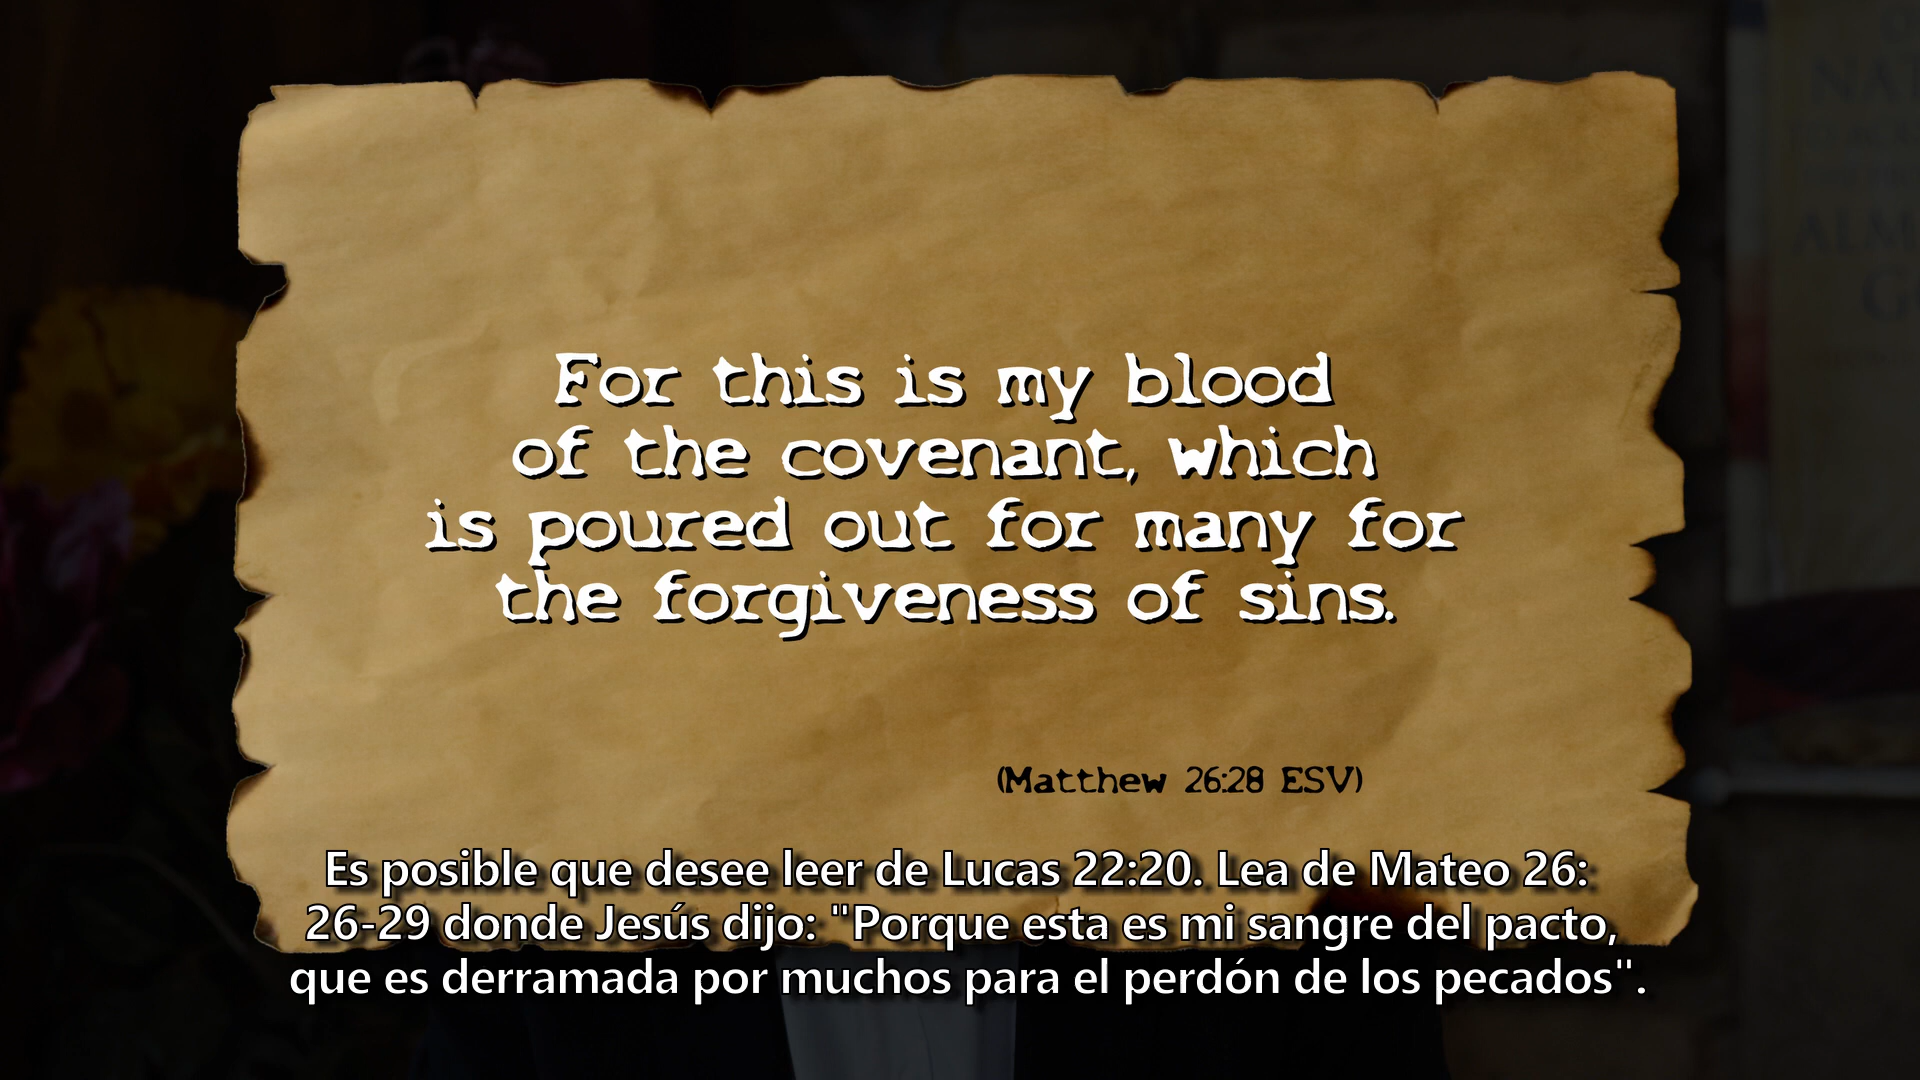 For this is my blood
of the covenant, which
is poured out for many for
the forgiveness of sins.
(Matthew 26:28 ESV)
Es posible que desee leer de Lucas 22:20. Lea de Mateo 26:
26-29 donde Jesús dijo: "Porque esta es mi sangre del pacto,
que es derramada por muchos para el perdón de los pecados".